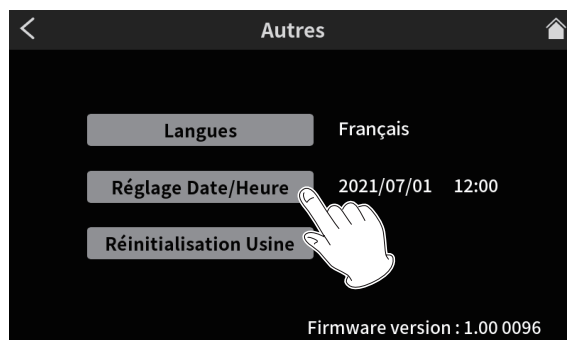 Autres
Langues Français
Réglage Date/Heure 2021/07/01 12:00
Réinitialisation Usine
Firmware version : 1.00 0096